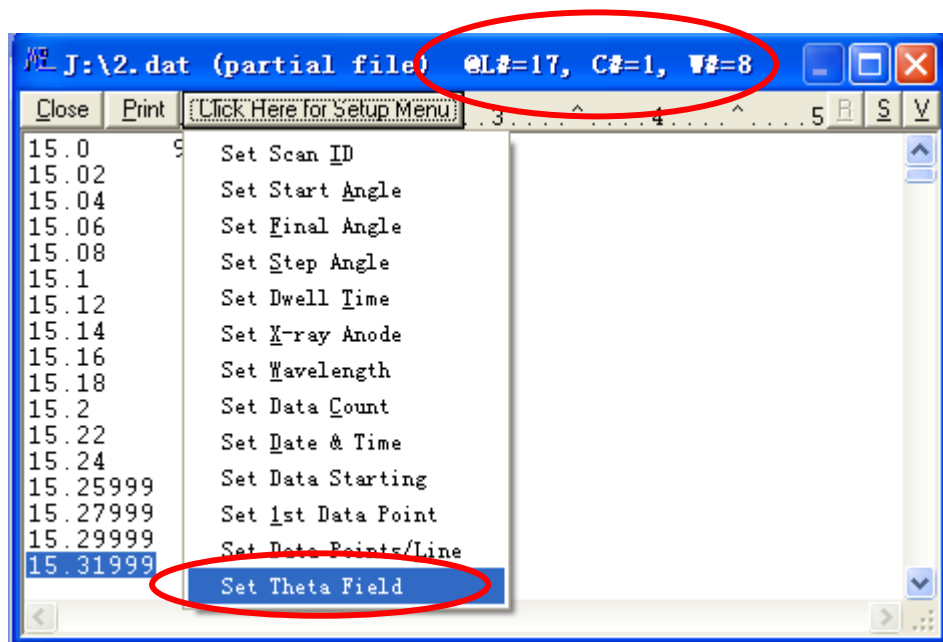 J:\2.dat (partial file) @L#=17, C#=1, W#=8
Close Print Click Here for Setup Menu ..3....^....4....^....5 R S V
15.0 9
15.02
15.04
15.06
15.08
15.1
15.12
15.14
15.16
15.18
15.2
15.22
15.24
15.25999
15.27999
15.29999
15.31999
Set Scan ID
Set Start Angle
Set Final Angle
Set Step Angle
Set Dwell Time
Set X-ray Anode
Set Wavelength
Set Data Count
Set Date & Time
Set Data Starting
Set 1st Data Point
Set Data Points/Line
Set Theta Field